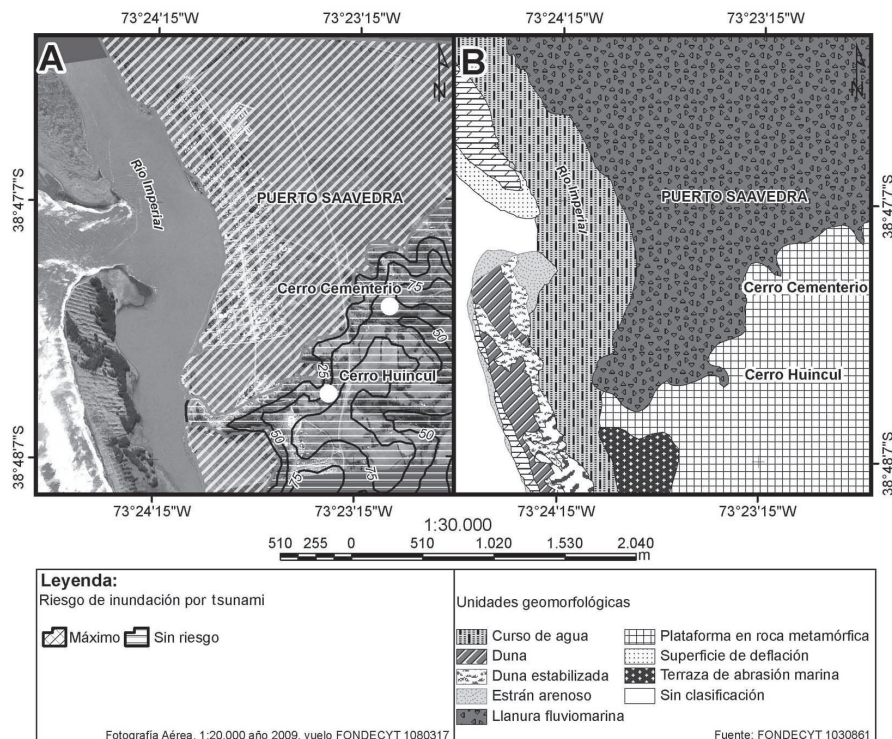 73°24'15"W 73°23'15"W 73°24'15"W 73°23'15"W
A
B
N
N
38°47'7"S
38°47'7"S
Río Imperial
PUERTO SAAVEDRA
Cerro Cementerio
75
50
Cerro Huincul
25
50
50
75
75
Río Imperial
PUERTO SAAVEDRA
Cerro Cementerio
Cerro Huincul
38°48'7"S
38°48'7"S
73°24'15"W 73°23'15"W 73°24'15"W 73°23'15"W
1:30.000
510 255 0 510 1.020 1.530 2.040
m
Leyenda:
Riesgo de inundación por tsunami
Máximo Sin riesgo
Fotografía Aérea, 1:20.000 año 2009, vuelo FONDECYT 1080317
Unidades geomorfológicas
Curso de agua
Duna
Duna estabilizada
Estrán arenoso
Llanura fluviomarina
Plataforma en roca metamórfica
Superficie de deflación
Terraza de abrasión marina
Sin clasificación
Fuente: FONDECYT 1030861